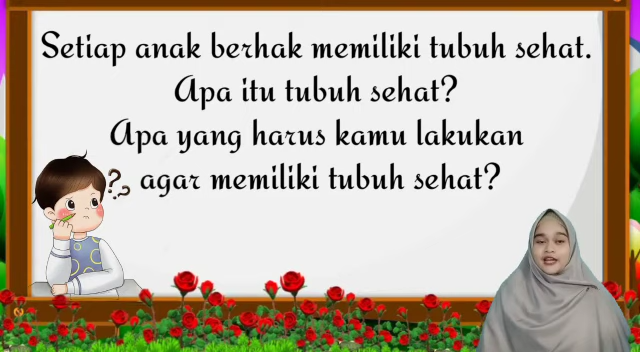 Setiap anak berhak memiliki tubuh sehat.
Apa itu tubuh sehat?
Apa yang harus kamu lakukan
agar memiliki tubuh sehat?
??